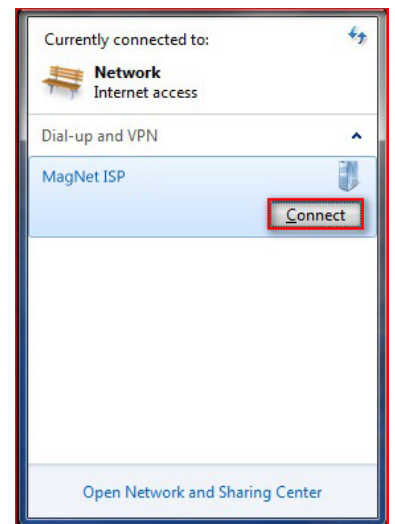 Currently connected to:
Network
Internet access
Dial-up and VPN
MagNet ISP
Connect
Open Network and Sharing Center